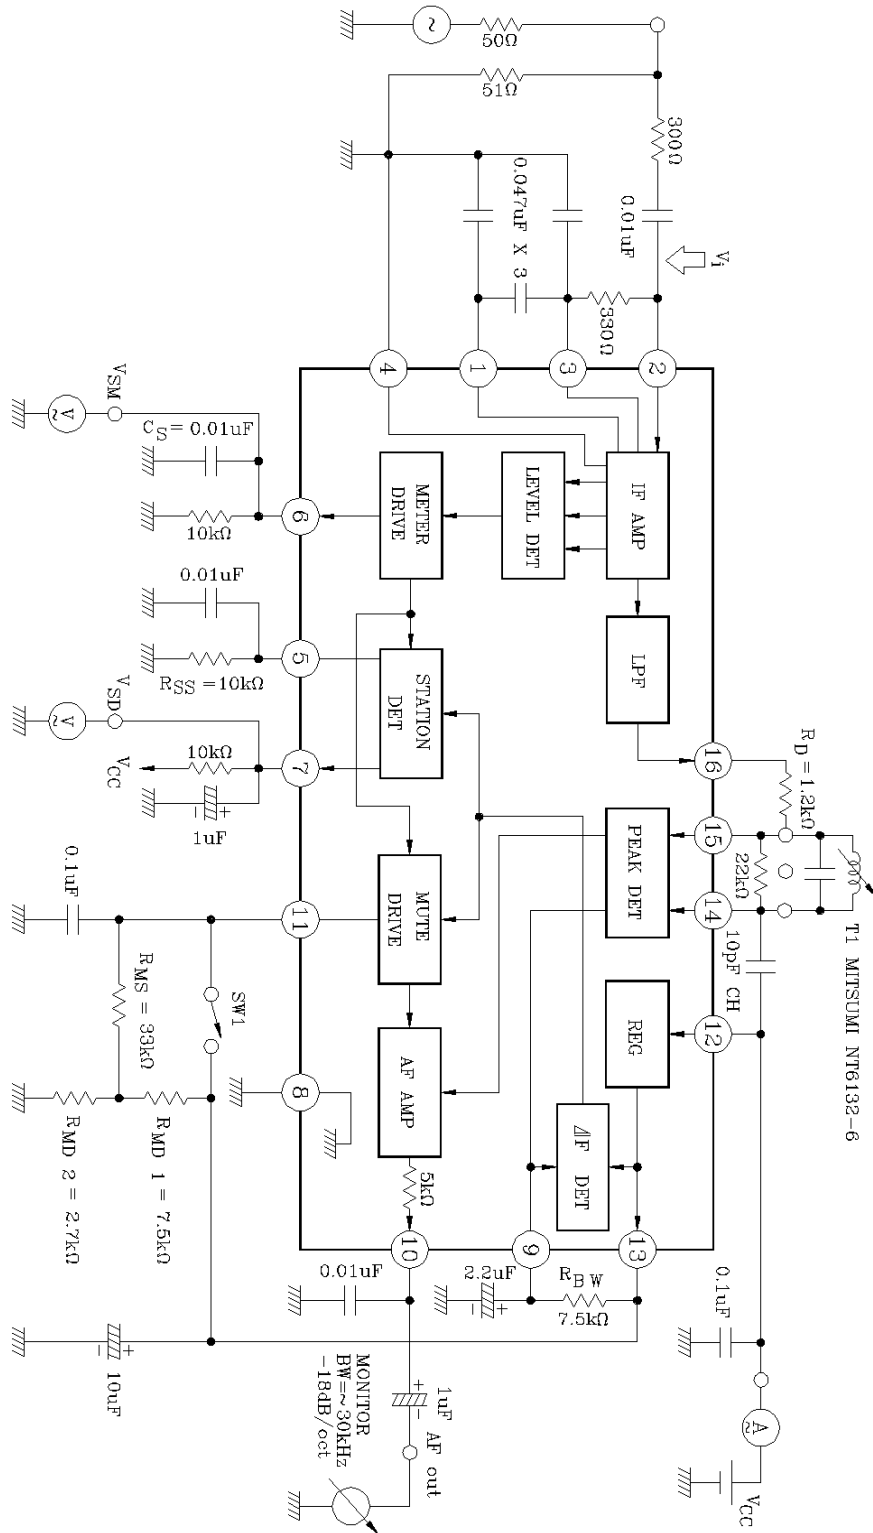 ~
50Ω
51Ω
300Ω
0.047uF X 3
0.01uF
Vi
330Ω
4
1
3
2
VSM
V
~
CS = 0.01uF
10kΩ
6
METER
DRIVE
LEVEL DET
IF AMP
0.01uF
RSS = 10kΩ
5
STATION
DET
LPF
VSD
V
~
VCC
10kΩ
-
+
1uF
7
16
RD = 1.2kΩ
15
22kΩ
14
PEAK DET
T1 MITSUMI NT6132-6
10pF CH
12
REG
0.1uF
11
MUTE
DRIVE
RMS = 33kΩ
SW1
8
AF AMP
5kΩ
⊿F DET
RMD 2 = 2.7kΩ
RMD 1 = 7.5kΩ
10
9
13
0.01uF
2.2uF
-
+
RBW
7.5kΩ
0.1uF
-
+
10uF
MONITOR
BW=~30kHz
-18dB/oct
+
-
1uF
AF out
A
~
VCC